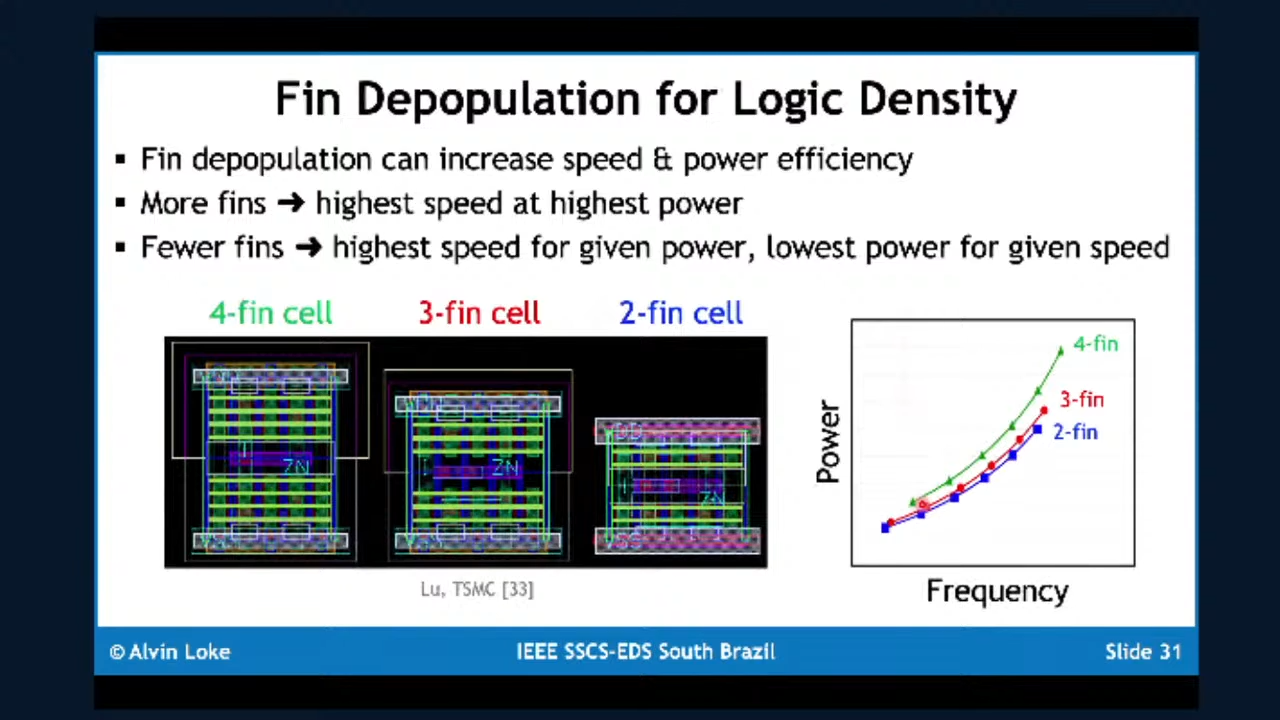 Fin Depopulation for Logic Density
▪ Fin depopulation can increase speed & power efficiency
▪ More fins ➔ highest speed at highest power
▪ Fewer fins ➔ highest speed for given power, lowest power for given speed
4-fin cell 3-fin cell 2-fin cell
ZN ZN ZN
Lu, TSMC [33]
Power
4-fin
3-fin
2-fin
Frequency
© Alvin Loke IEEE SSCS-EDS South Brazil Slide 31